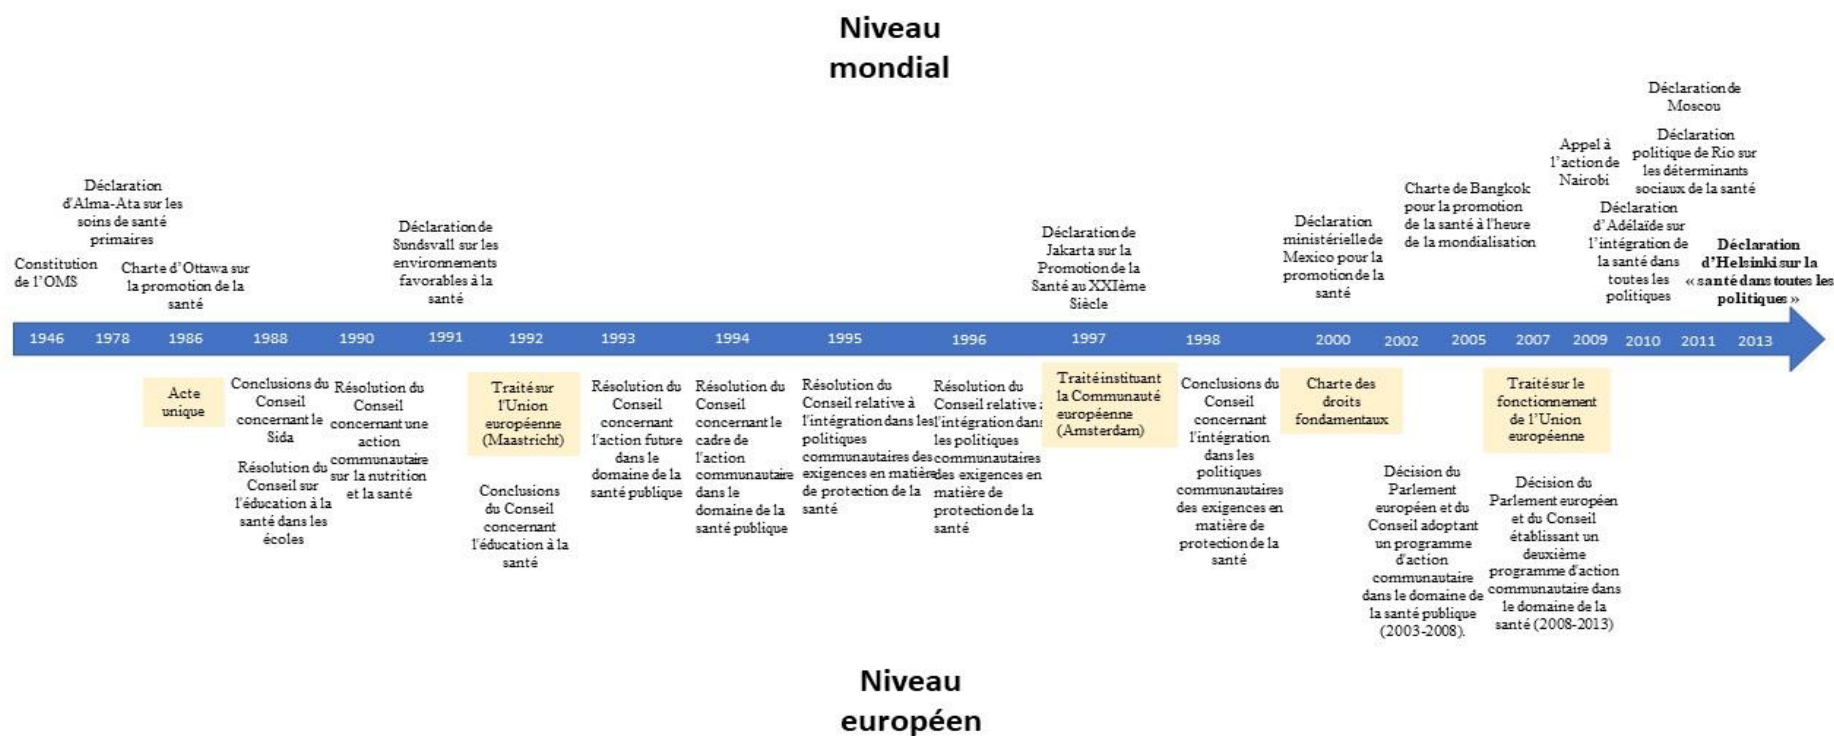 Niveau
mondial
Constitution
de l'OMS
Déclaration
d'Alma-Ata sur les
soins de santé
primaires
Charte d'Ottawa sur
la promotion de la
santé
Déclaration de
Sundsvall sur les
environnements
favorables à la
santé
Déclaration de
Jakarta sur la
Promotion de la
Santé au XXIème
Siècle
Déclaration
ministérielle de
Mexico pour la
promotion de la
santé
Charte de Bangkok
pour la promotion
de la santé à l'heure
de la mondialisation
Appel à
l'action de
Nairobi
Déclaration
d'Adélaïde sur
l'intégration de
la santé dans
toutes les
politiques
Déclaration de
Moscou
Déclaration
politique de Rio sur
les déterminants
sociaux de la santé
Déclaration
d'Helsinki sur la
« santé dans toutes les
politiques »
1946 1978 1986 1988 1990 1991 1992 1993 1994 1995 1996 1997 1998 2000 2002 2005 2007 2009 2010 2011 2013
Acte
unique
Conclusions du
Conseil
concernant le
Sida
Résolution du
Conseil sur
l'éducation à la
santé dans les
écoles
Résolution du
Conseil
concernant une
action
communautaire
sur la nutrition
et la santé
Traité sur
l'Union
européenne
(Maastricht)
Conclusions
du Conseil
concernant
l'éducation à la
santé
Résolution du
Conseil
concernant
l'action future
dans le
domaine de la
santé publique
Résolution du
Conseil
concernant le
cadre de
l'action
communautaire
dans le
domaine de la
santé publique
Résolution du
Conseil relative à
l'intégration dans les
politiques
communautaires des
exigences en matière
de protection de la
santé
Résolution du
Conseil relative à
l'intégration dans
les politiques
communautaires
des exigences en
matière de
protection de la
santé
Traité instituant
la Communauté
européenne
(Amsterdam)
Conclusions du
Conseil
concernant
l'intégration
dans les
politiques
communautaires
des exigences en
matière de
protection de la
santé
Charte des
droits
fondamentaux
Décision du
Parlement
européen et du
Conseil adoptant
un programme
d'action
communautaire
dans le domaine de
la santé publique
(2003-2008).
Traité sur le
fonctionnement
de l'Union
européenne
Décision du
Parlement européen
et du Conseil
établissant un
deuxième
programme d'action
communautaire dans
le domaine de la
santé (2008-2013)
Niveau
européen